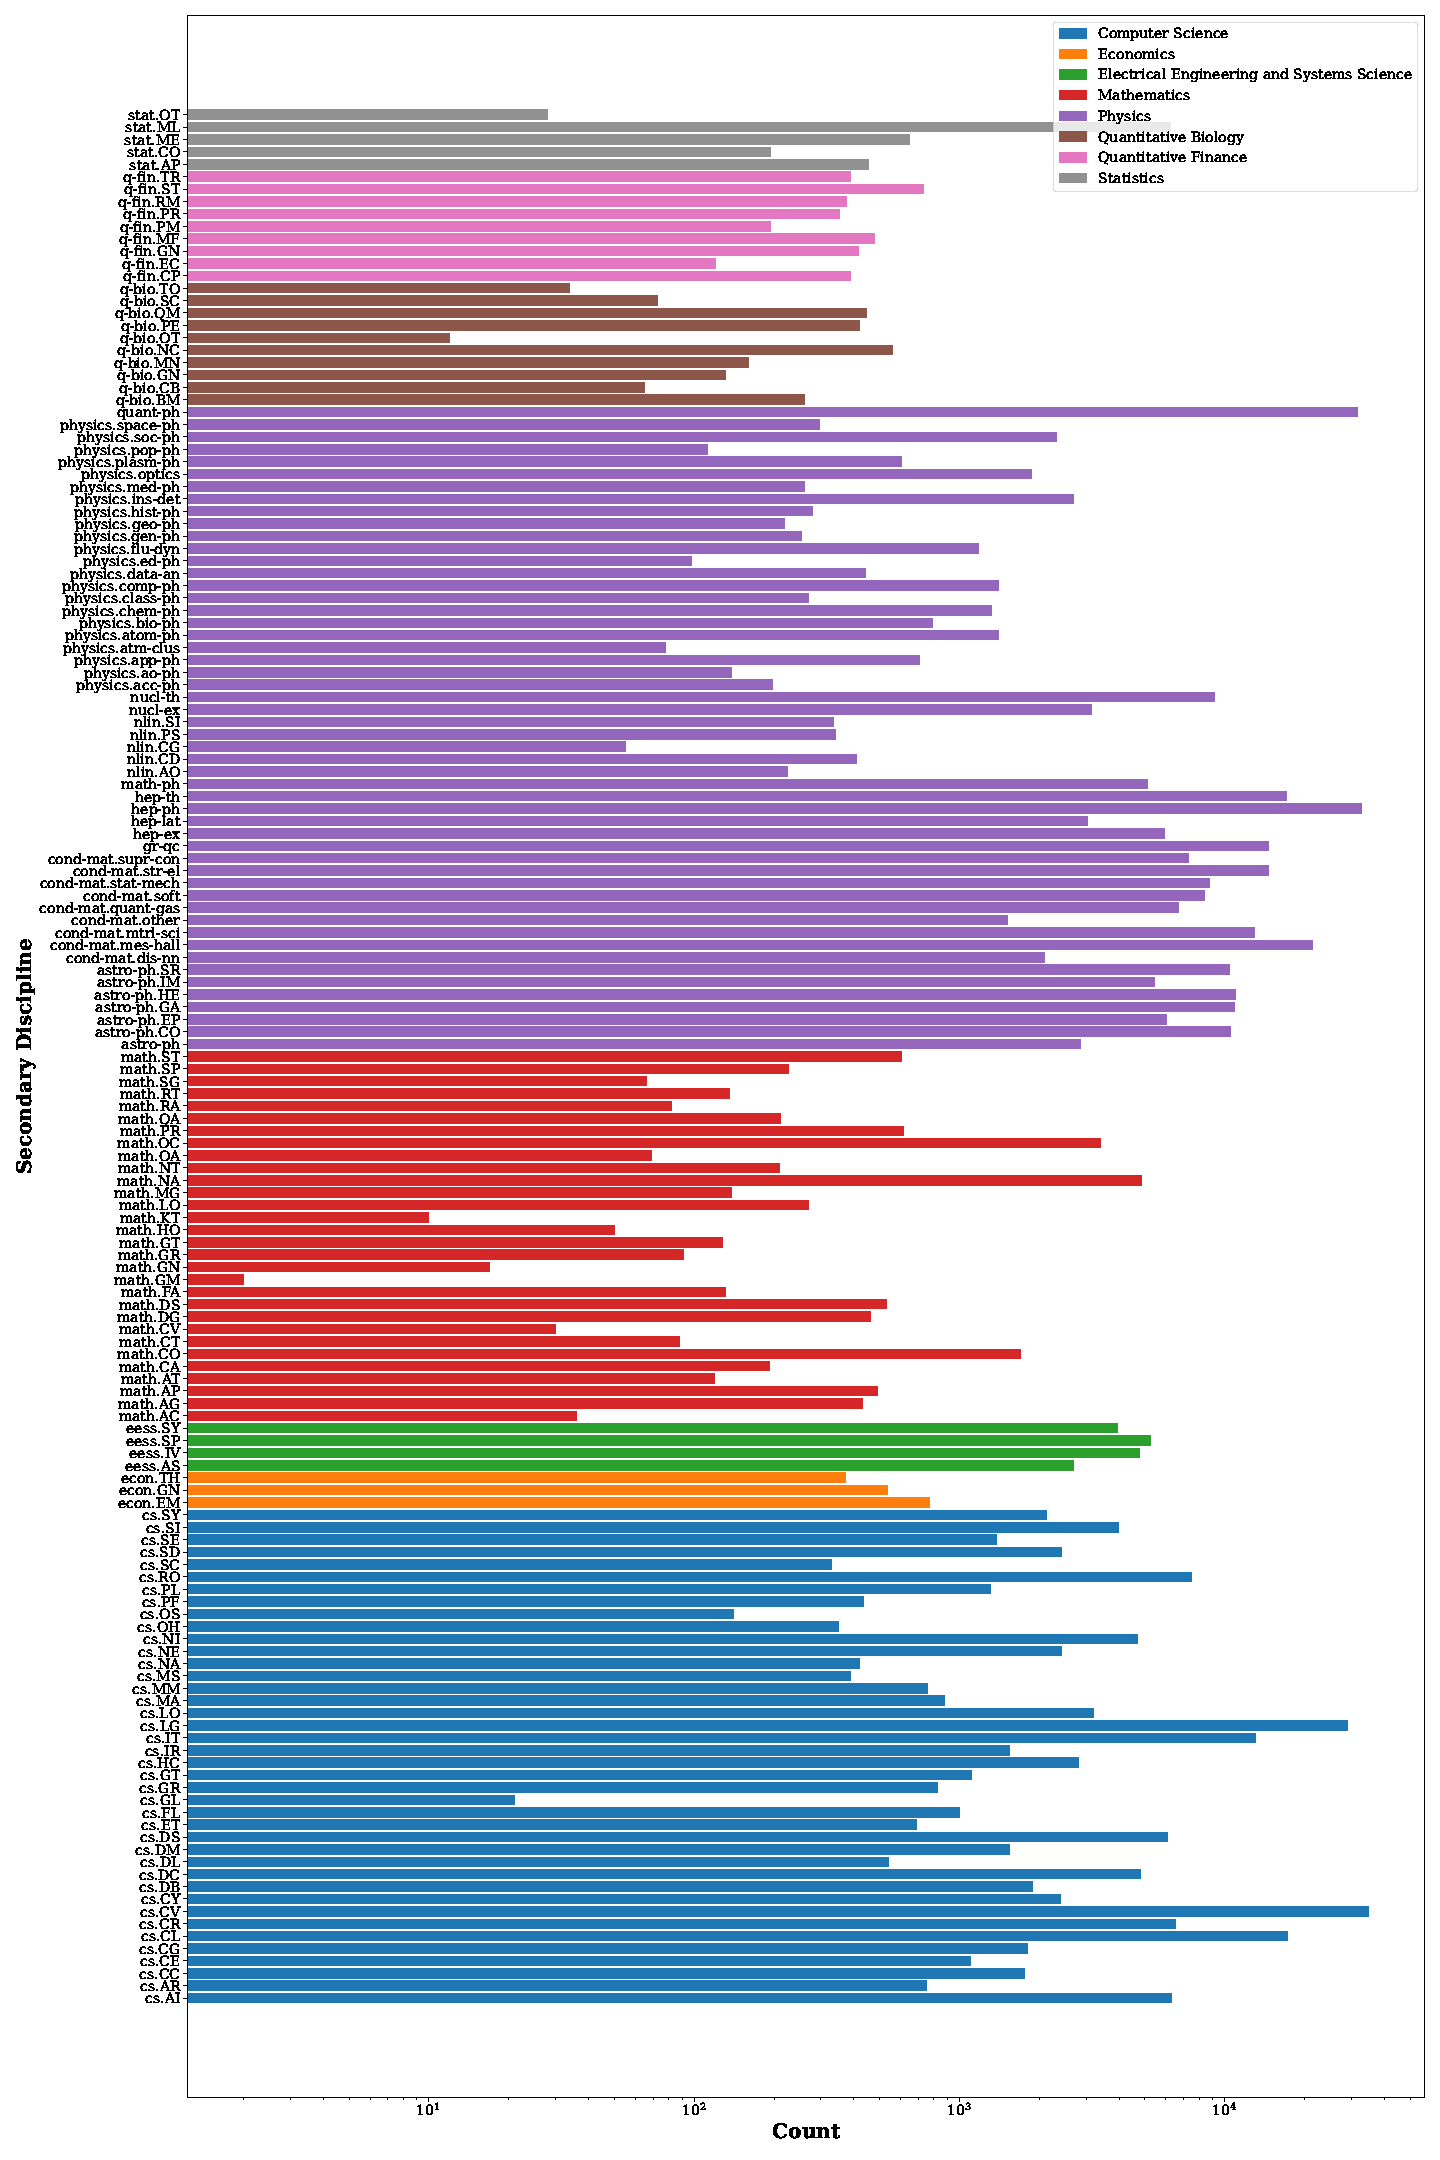 Computer Science
Economics
Electrical Engineering and Systems Science
Mathematics
Physics
Quantitative Biology
Quantitative Finance
Statistics
stat.OT
stat.ML
stat.ME
stat.CO
stat.AP
q-fin.TR
q-fin.ST
q-fin.RM
q-fin.PR
q-fin.PM
q-fin.MF
q-fin.GN
q-fin.EC
q-fin.CP
q-bio.TO
q-bio.SC
q-bio.QM
q-bio.PE
q-bio.OT
q-bio.NC
q-bio.MN
q-bio.GN
q-bio.CB
q-bio.BM
quant-ph
physics.space-ph
physics.soc-ph
physics.pop-ph
physics.plasm-ph
physics.optics
physics.med-ph
physics.ins-det
physics.hist-ph
physics.geo-ph
physics.gen-ph
physics.flu-dyn
physics.ed-ph
physics.data-an
physics.comp-ph
physics.class-ph
physics.chem-ph
physics.bio-ph
physics.atom-ph
physics.atm-clus
physics.app-ph
physics.ao-ph
physics.acc-ph
nucl-th
nucl-ex
nlin.SI
nlin.PS
nlin.CG
nlin.CD
nlin.AO
math-ph
hep-th
hep-ph
hep-lat
hep-ex
gr-qc
cond-mat.supr-con
cond-mat.str-el
cond-mat.stat-mech
cond-mat.soft
cond-mat.quant-gas
cond-mat.other
cond-mat.mtrl-sci
cond-mat.mes-hall
cond-mat.dis-nn
astro-ph.SR
astro-ph.IM
astro-ph.HE
astro-ph.GA
astro-ph.EP
astro-ph.CO
astro-ph
math.ST
math.SP
math.SG
math.RT
math.RA
math.QA
math.PR
math.OC
math.OA
math.NT
math.NA
math.MG
math.LO
math.KT
math.HO
math.GT
math.GR
math.GN
math.GM
math.FA
math.DS
math.DG
math.CV
math.CT
math.CO
math.CA
math.AT
math.AP
math.AG
math.AC
eess.SY
eess.SP
eess.IV
eess.AS
econ.TH
econ.GN
econ.EM
cs.SY
cs.SI
cs.SE
cs.SD
cs.SC
cs.RO
cs.PL
cs.PF
cs.OS
cs.OH
cs.NI
cs.NE
cs.NA
cs.MS
cs.MM
cs.MA
cs.LO
cs.LG
cs.IT
cs.IR
cs.HC
cs.GT
cs.GR
cs.GL
cs.FL
cs.ET
cs.DS
cs.DM
cs.DL
cs.DC
cs.DB
cs.CY
cs.CV
cs.CR
cs.CL
cs.CG
cs.CE
cs.CC
cs.AR
cs.AI
Secondary Discipline
10¹ 10² 10³ 10⁴
Count